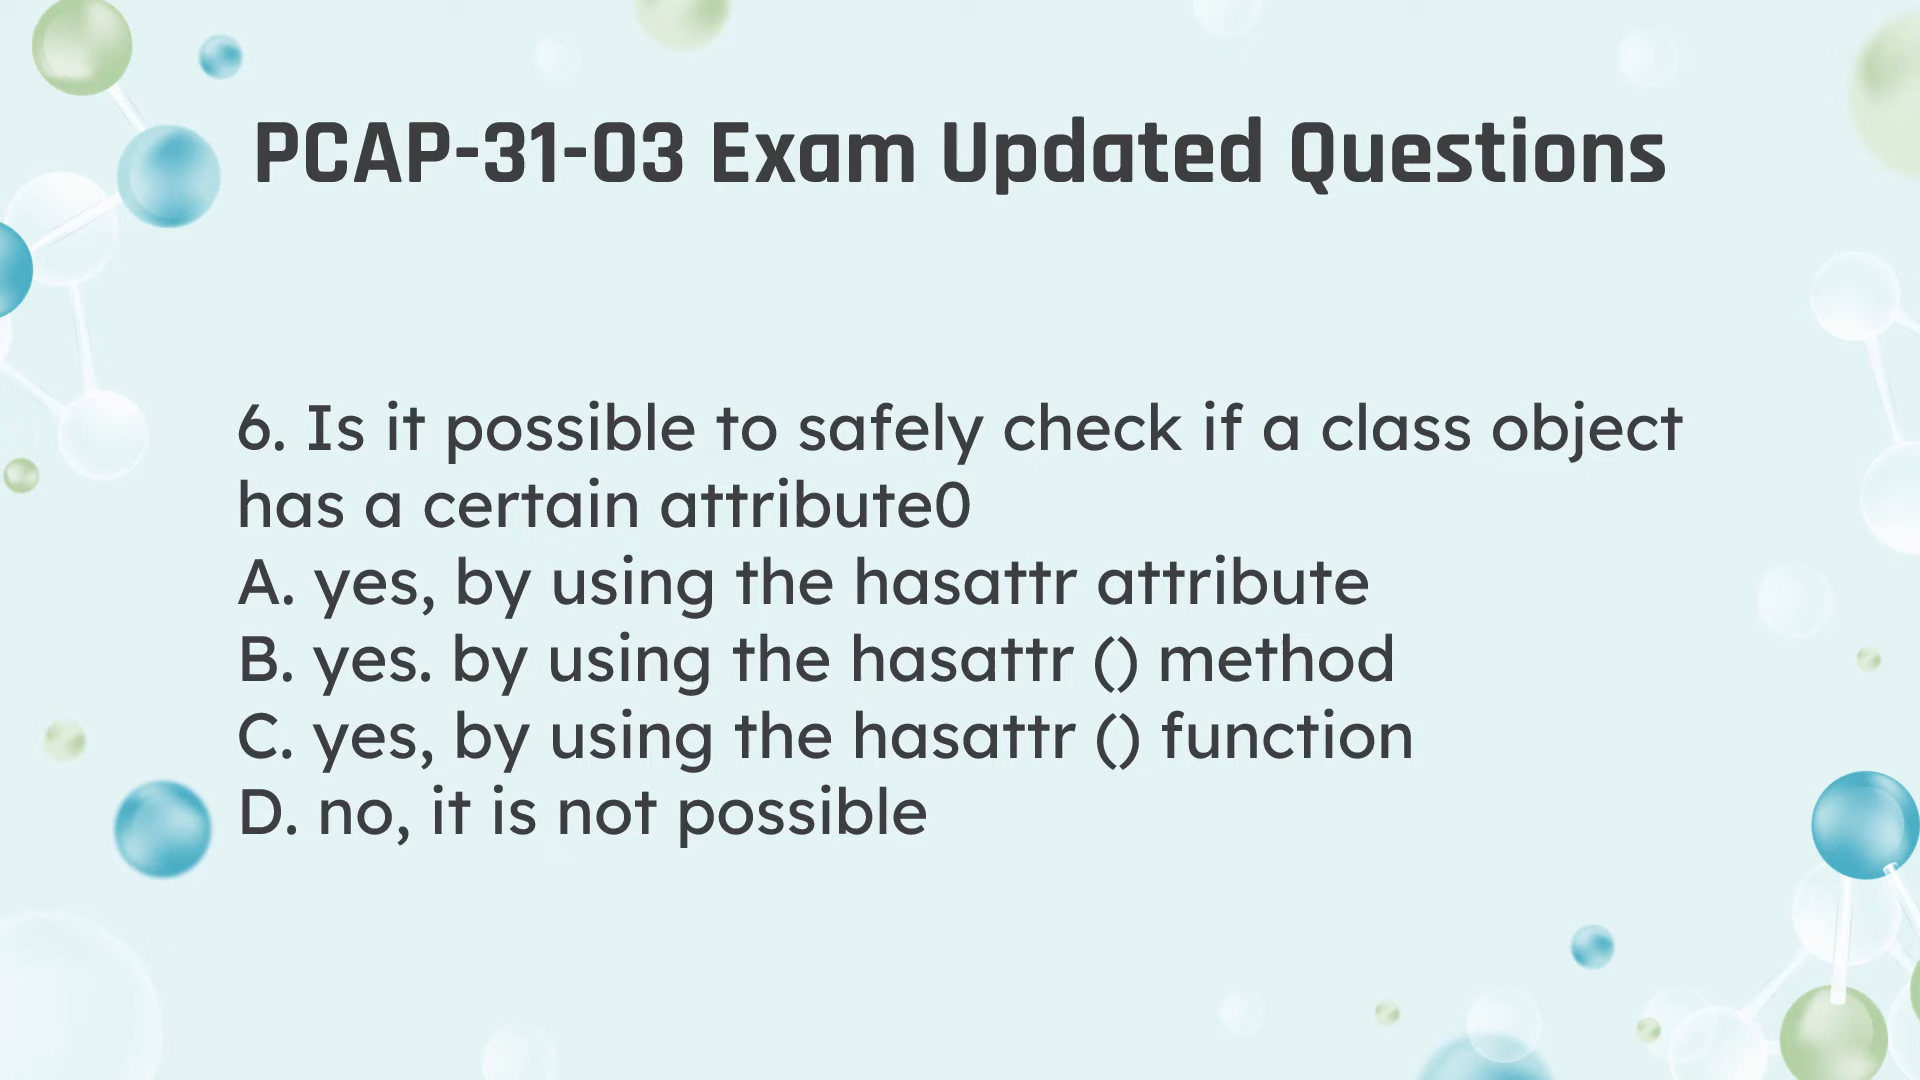 PCAP-31-03 Exam Updated Questions
6. Is it possible to safely check if a class object
has a certain attribute0
A. yes, by using the hasattr attribute
B. yes. by using the hasattr () method
C. yes, by using the hasattr () function
D. no, it is not possible